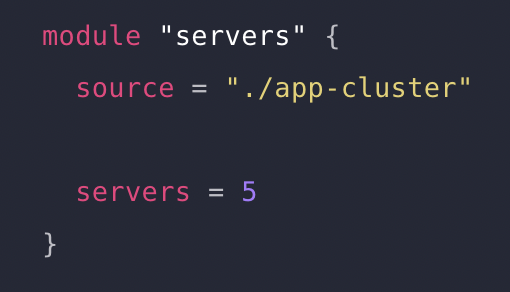 module "servers" {
  source = "./app-cluster"

  servers = 5
}